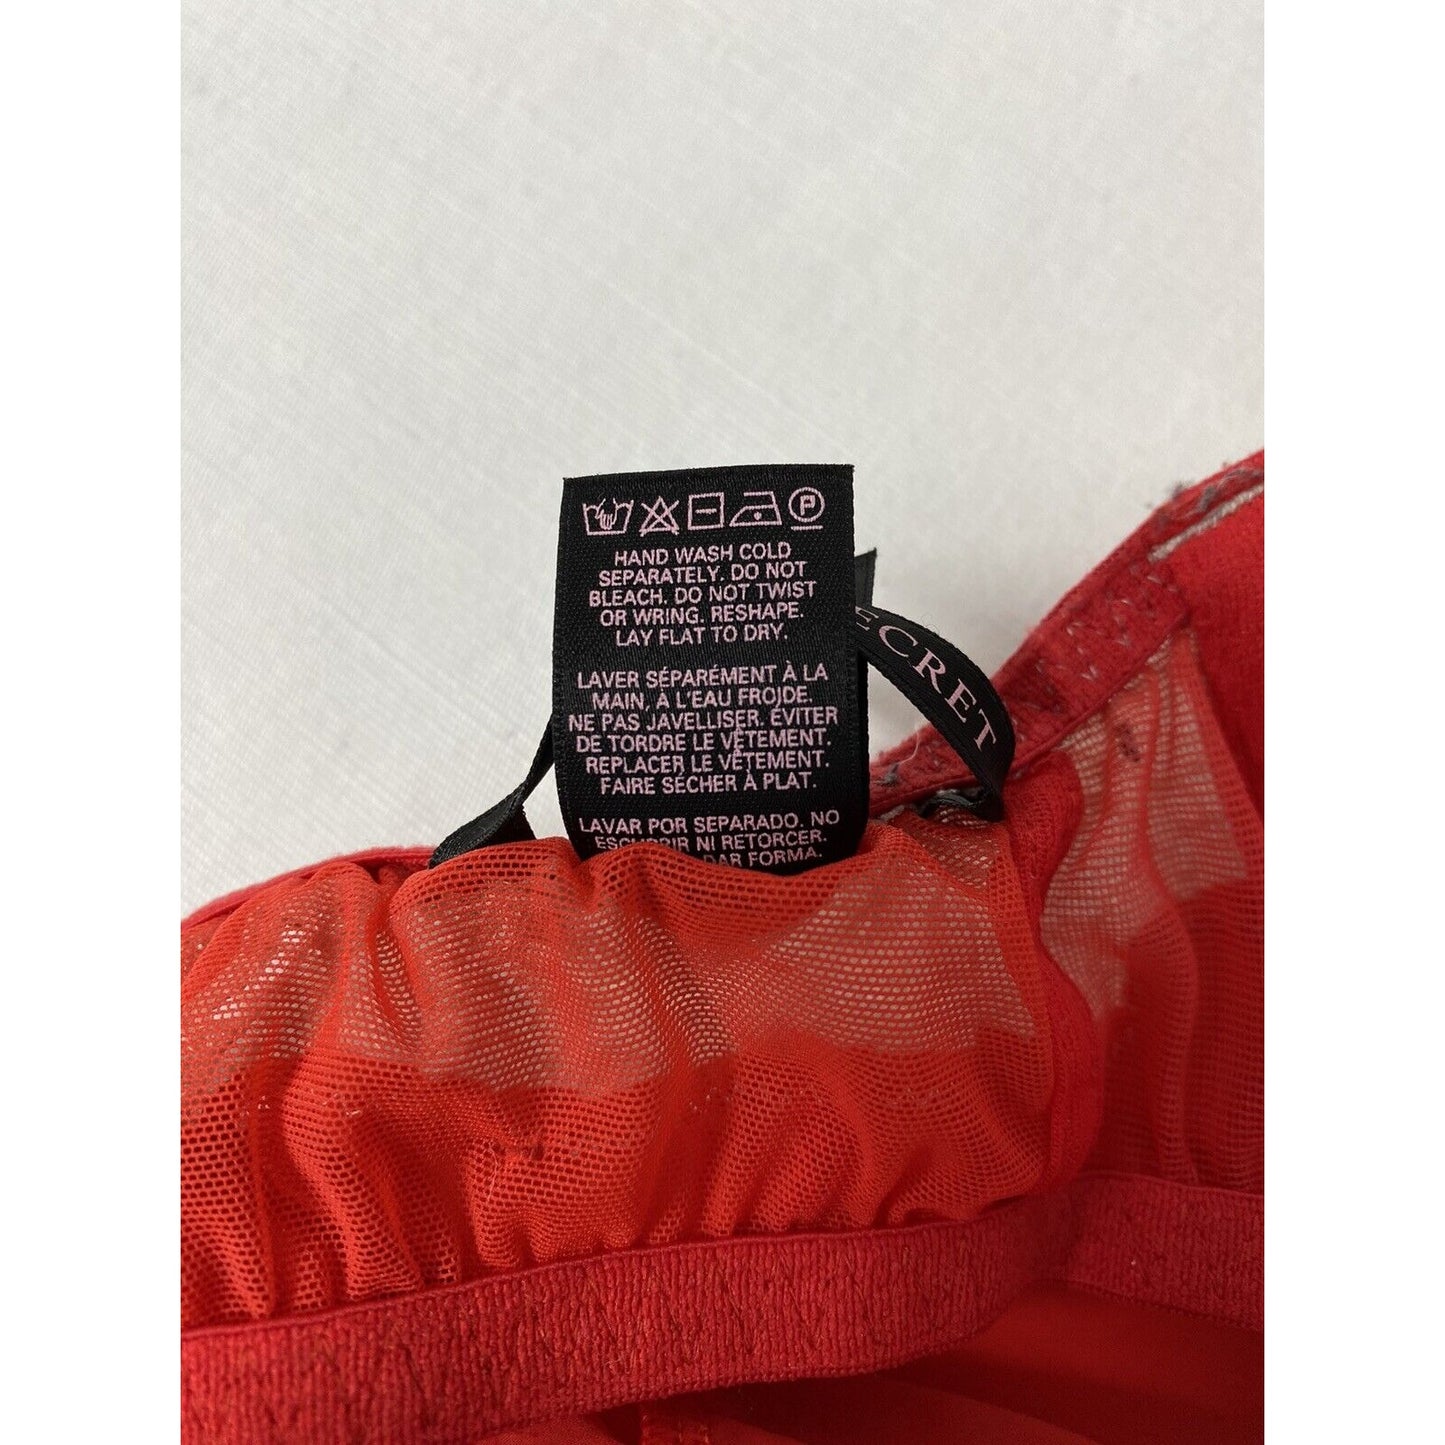 P
HAND WASH COLD
SEPARATELY. DO NOT
BLEACH. DO NOT TWIST
OR WRING. RESHAPE.
LAY FLAT TO DRY.
LAVER SÉPARÉMENT À LA
MAIN, À L'EAU FROIDE.
NE PAS JAVELLISER. ÉVITER
DE TORDRE LE VÊTEMENT.
REPLACER LE VÊTEMENT.
FAIRE SÉCHER À PLAT.
LAVAR POR SEPARADO. NO
NI RETORCER.
DAR FORMA.
ECRET